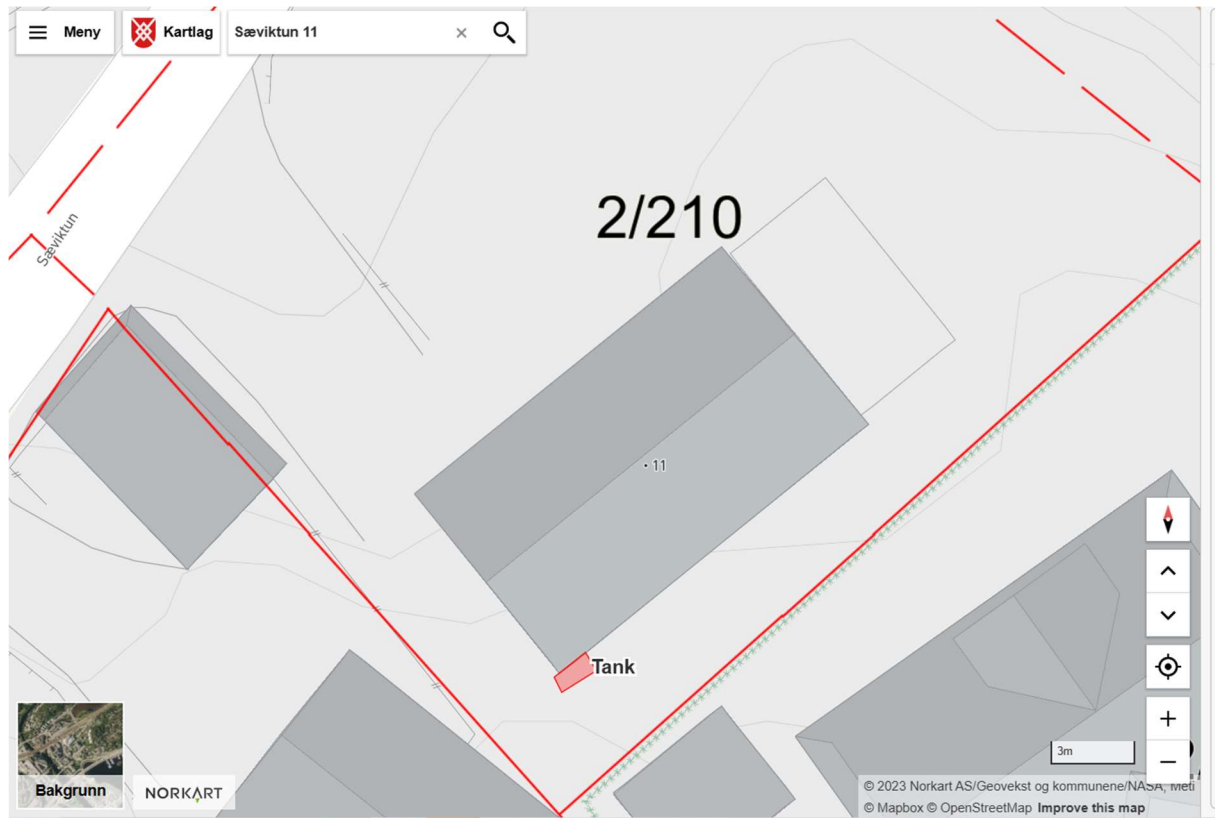 Meny
Kartlag
Sæviktun 11
2/210
Sæviktun
11
Tank
3m
Bakgrunn
NORKART
© 2023 Norkart AS/Geovekst og kommunene/NASA, Meti
© Mapbox © OpenStreetMap Improve this map